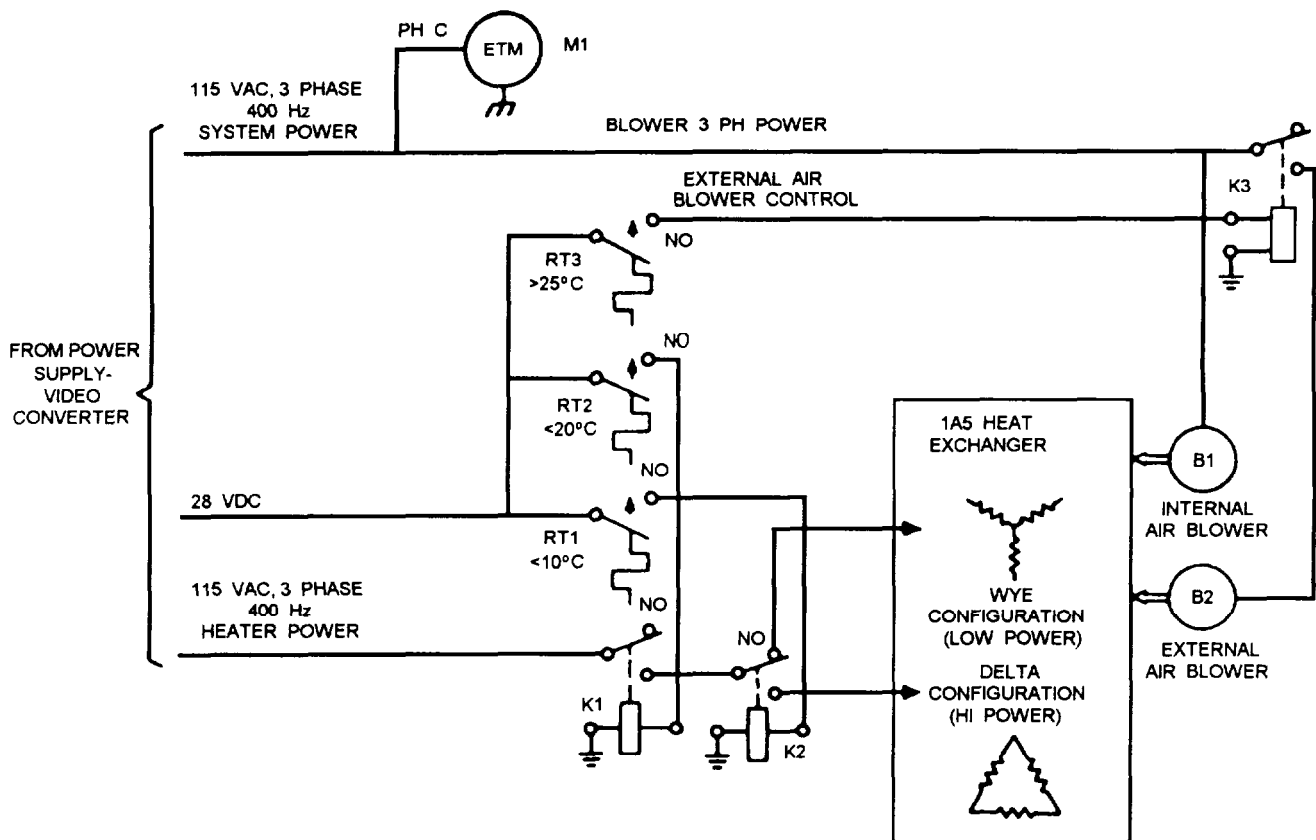 PH C
ETM
M1
115 VAC, 3 PHASE
400 Hz
SYSTEM POWER
BLOWER 3 PH POWER
EXTERNAL AIR
BLOWER CONTROL
K3
NO
RT3
>25°C
NO
FROM POWER
SUPPLY-
VIDEO
CONVERTER
RT2
<20°C
NO
1A5 HEAT
EXCHANGER
B1
INTERNAL
AIR BLOWER
28 VDC
RT1
<10°C
115 VAC, 3 PHASE
400 Hz
HEATER POWER
NO
NO
WYE
CONFIGURATION
(LOW POWER)
B2
EXTERNAL
AIR BLOWER
DELTA
CONFIGURATION
(HI POWER)
K1
K2